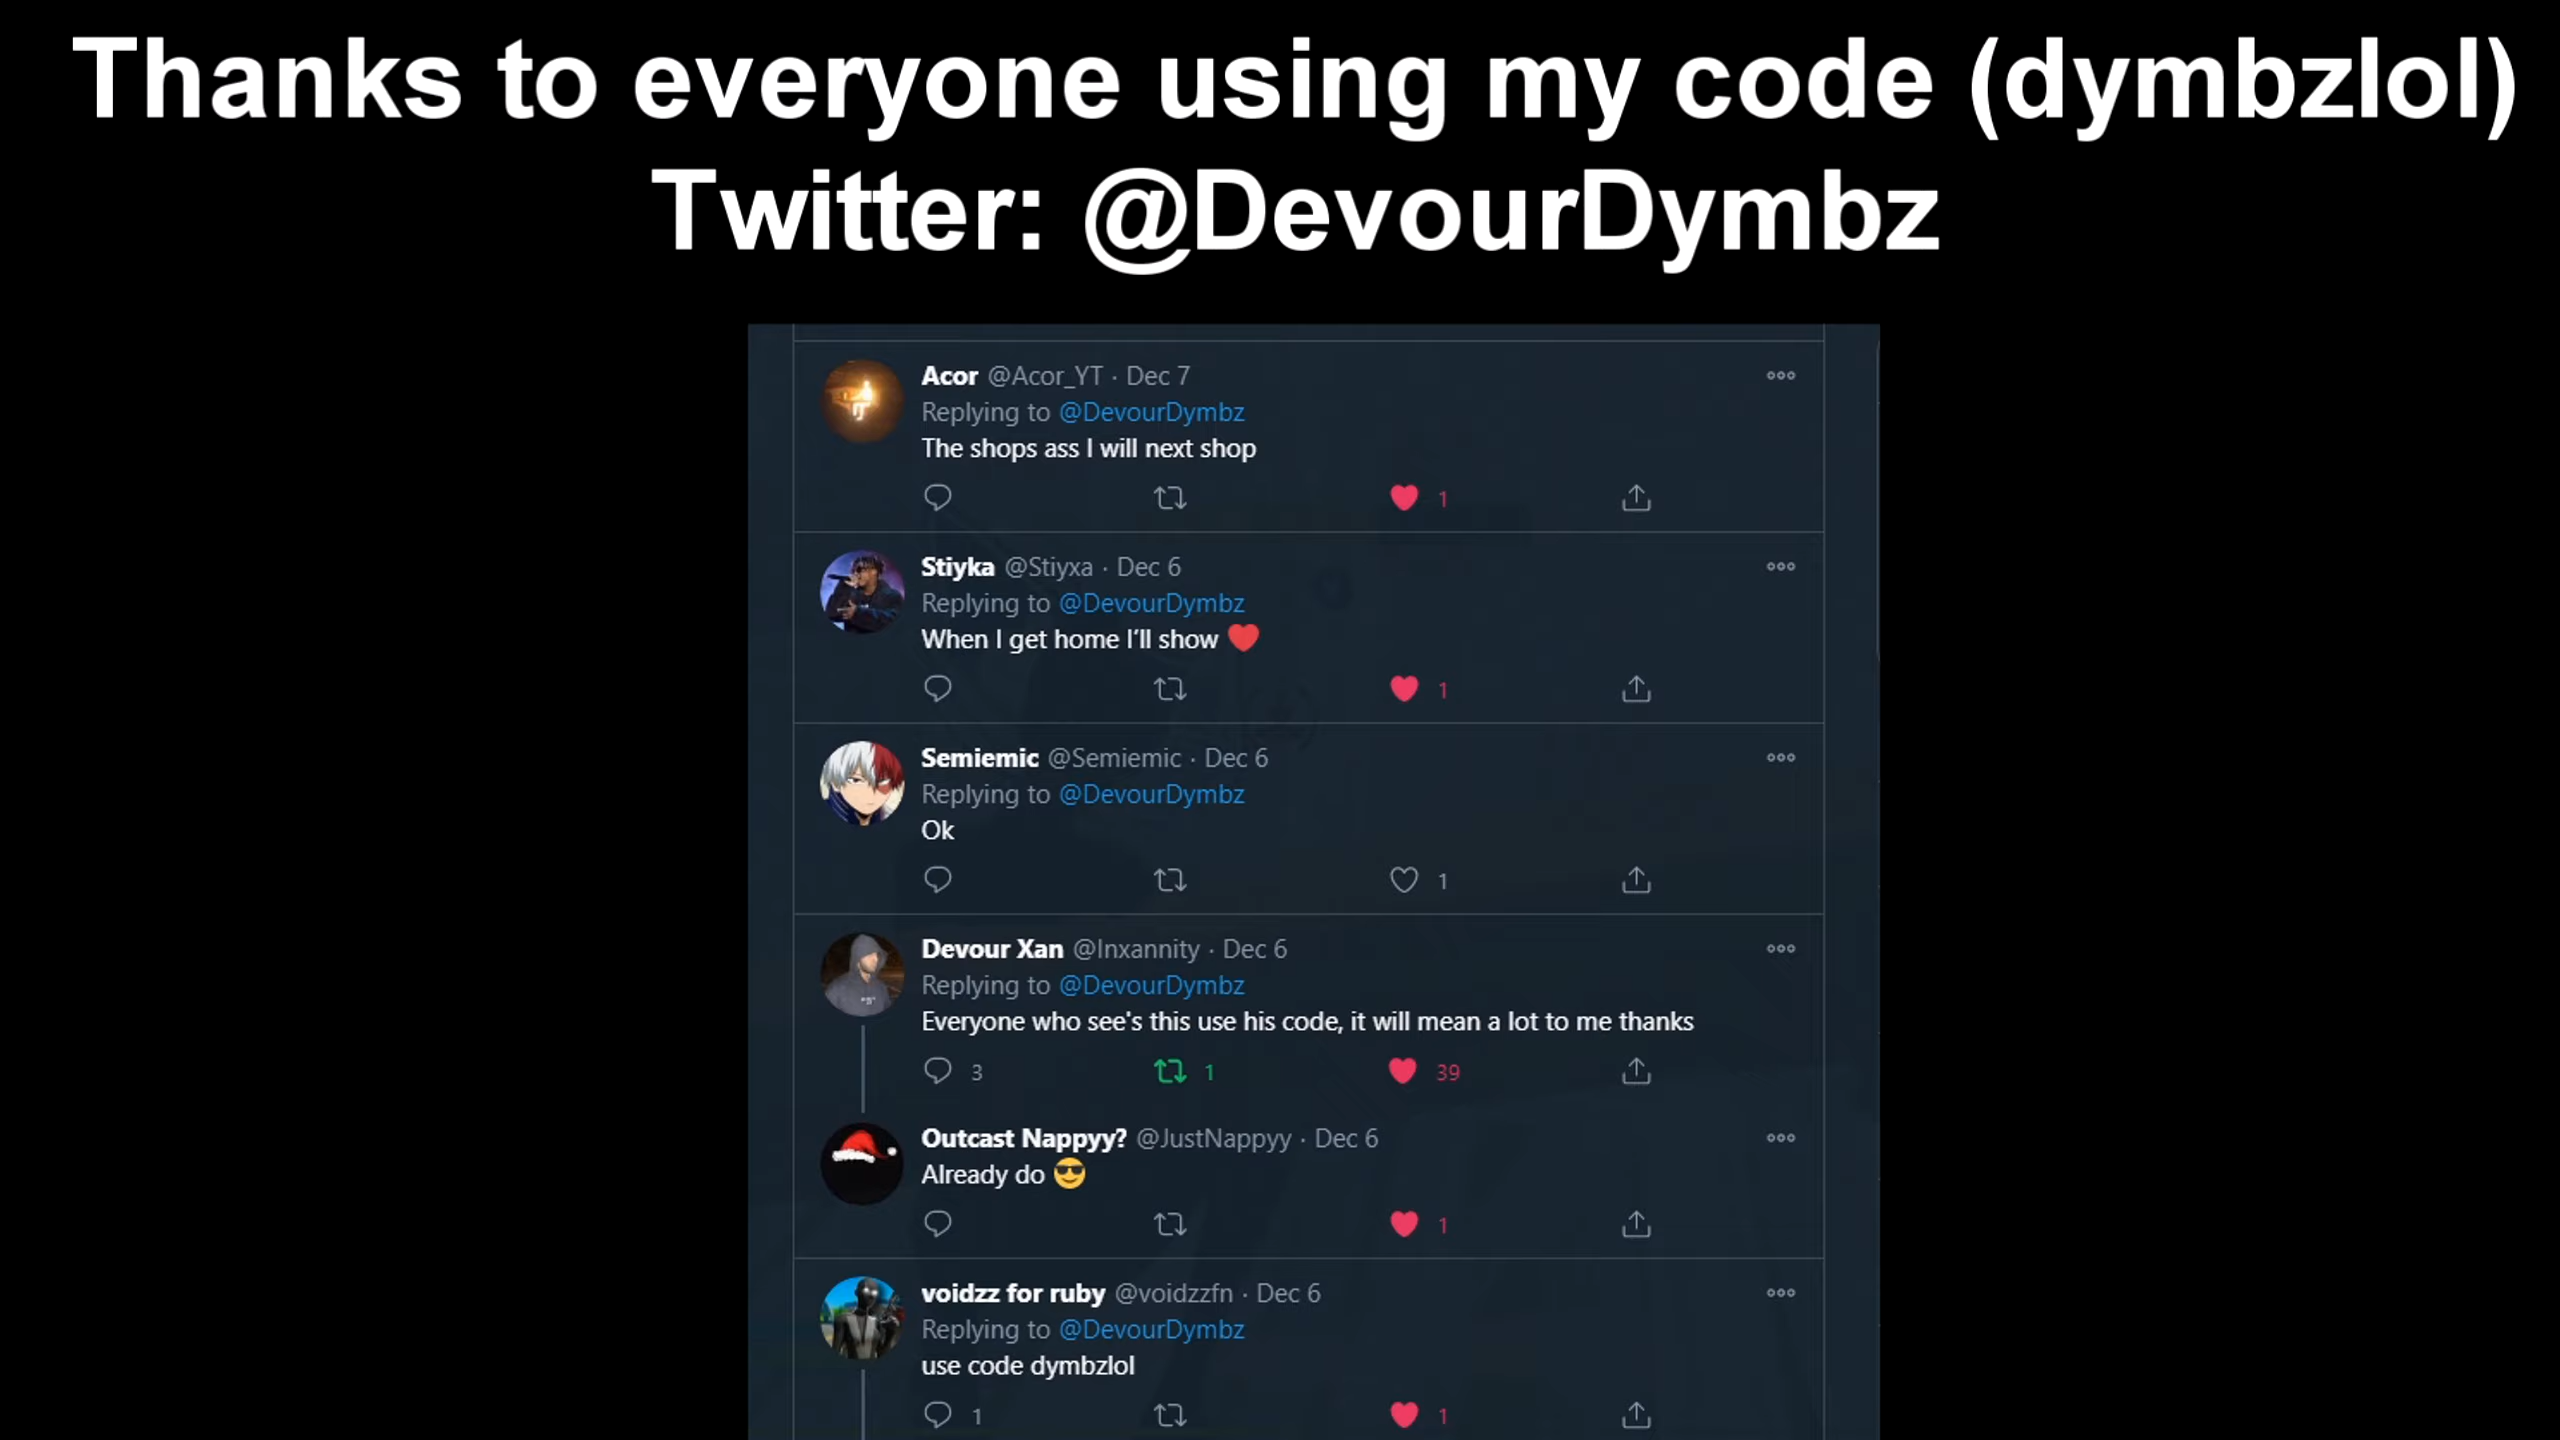 Thanks to everyone using my code (dymbzlol)
Twitter: @DevourDymbz
Acor @Acor_YT · Dec 7
Replying to @DevourDymbz
The shops ass I will next shop
1
Stiyka @Stiyxa · Dec 6
Replying to @DevourDymbz
When I get home I'll show ❤️
1
Semiemic @Semiemic · Dec 6
Replying to @DevourDymbz
Ok
1
Devour Xan @Inxannity · Dec 6
Replying to @DevourDymbz
Everyone who see's this use his code, it will mean a lot to me thanks
3 1 39
Outcast Nappyy? @JustNappyy · Dec 6
Already do 😎
1
voidzz for ruby @voidzzfn · Dec 6
Replying to @DevourDymbz
use code dymbzlol
1 1